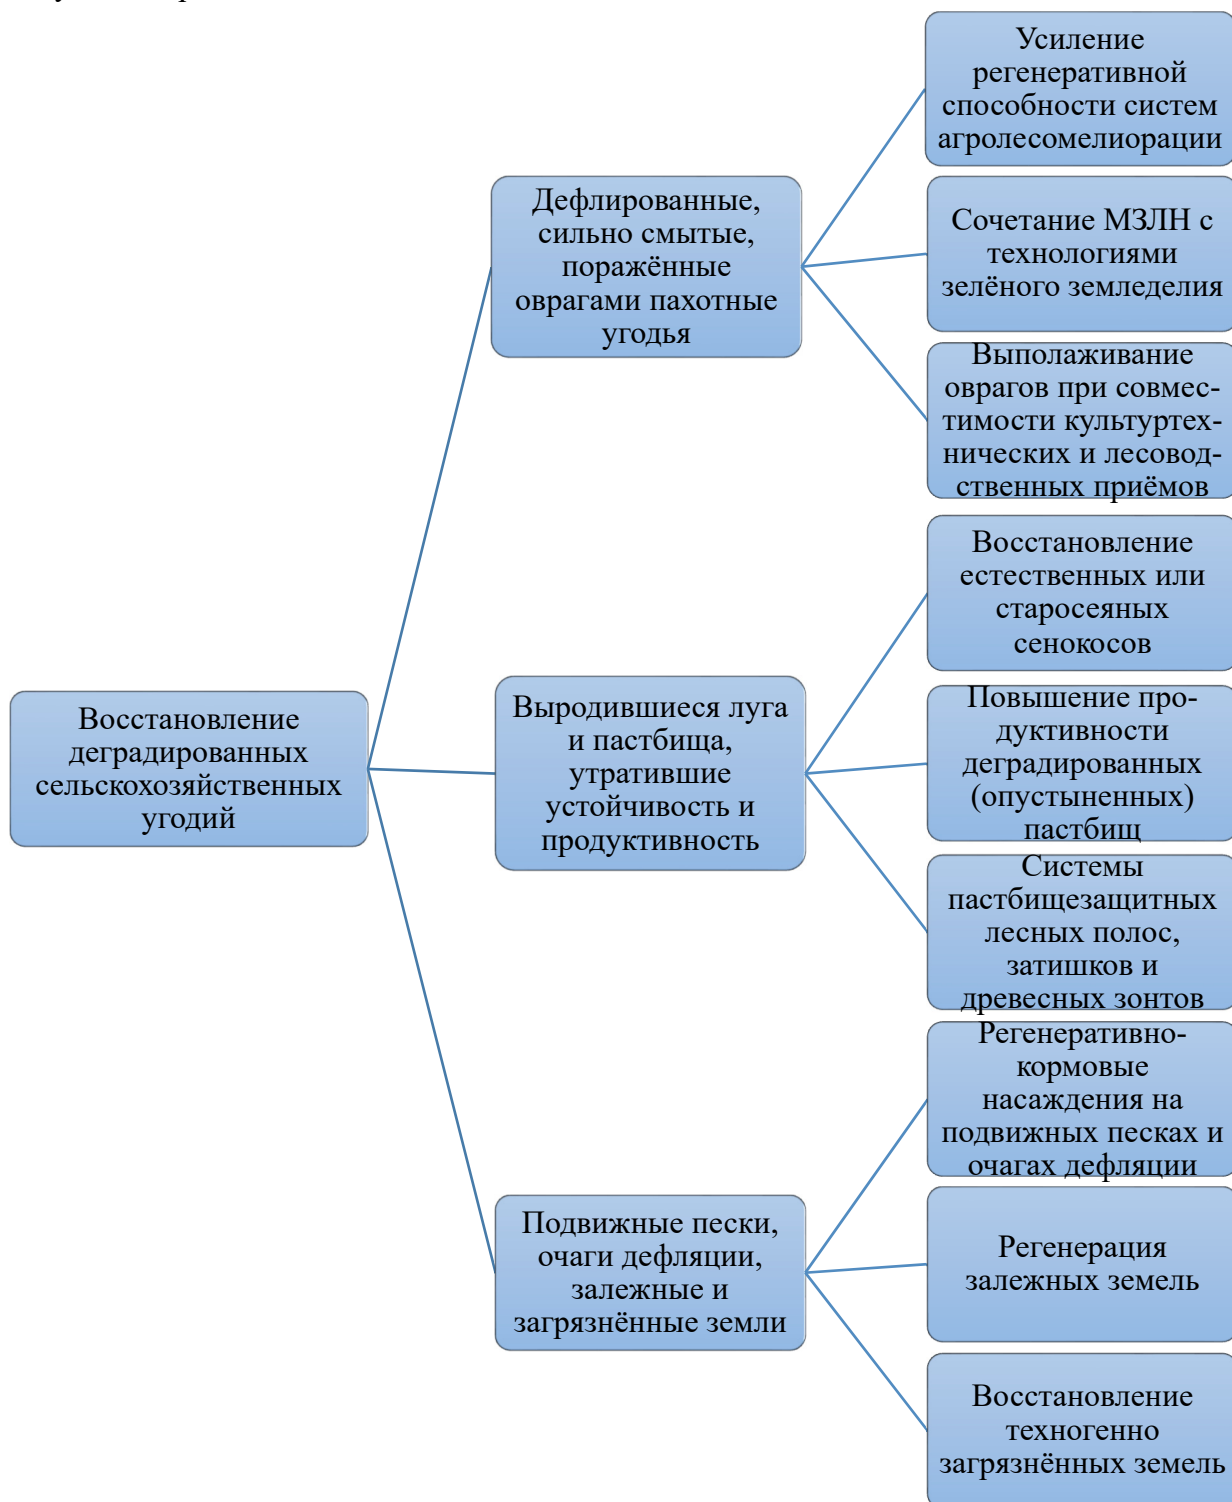 Усиление
регенеративной
способности систем
агролесомелиорации
Дефлированные,
сильно смытые,
поражённые
оврагами пахотные
угодья
Сочетание МЗЛН с
технологиями
зелёного земледелия
Выполаживание
оврагов при совмес-
тимости культуртех-
нических и лесовод-
ственных приёмов
Восстановление
естественных или
старосеяных
сенокосов
Восстановление
деградированных
сельскохозяйственных
угодий
Выродившиеся луга
и пастбища,
утратившие
устойчивость и
продуктивность
Повышение про-
дуктивности
деградированных
(опустыненных)
пастбищ
Системы
пастбищезащитных
лесных полос,
затишков и
древесных зонтов
Регенеративно-
кормовые
насаждения на
подвижных песках и
очагах дефляции
Подвижные пески,
очаги дефляции,
залежные и
загрязнённые земли
Регенерация
залежных земель
Восстановление
техногенно
загрязнённых земель